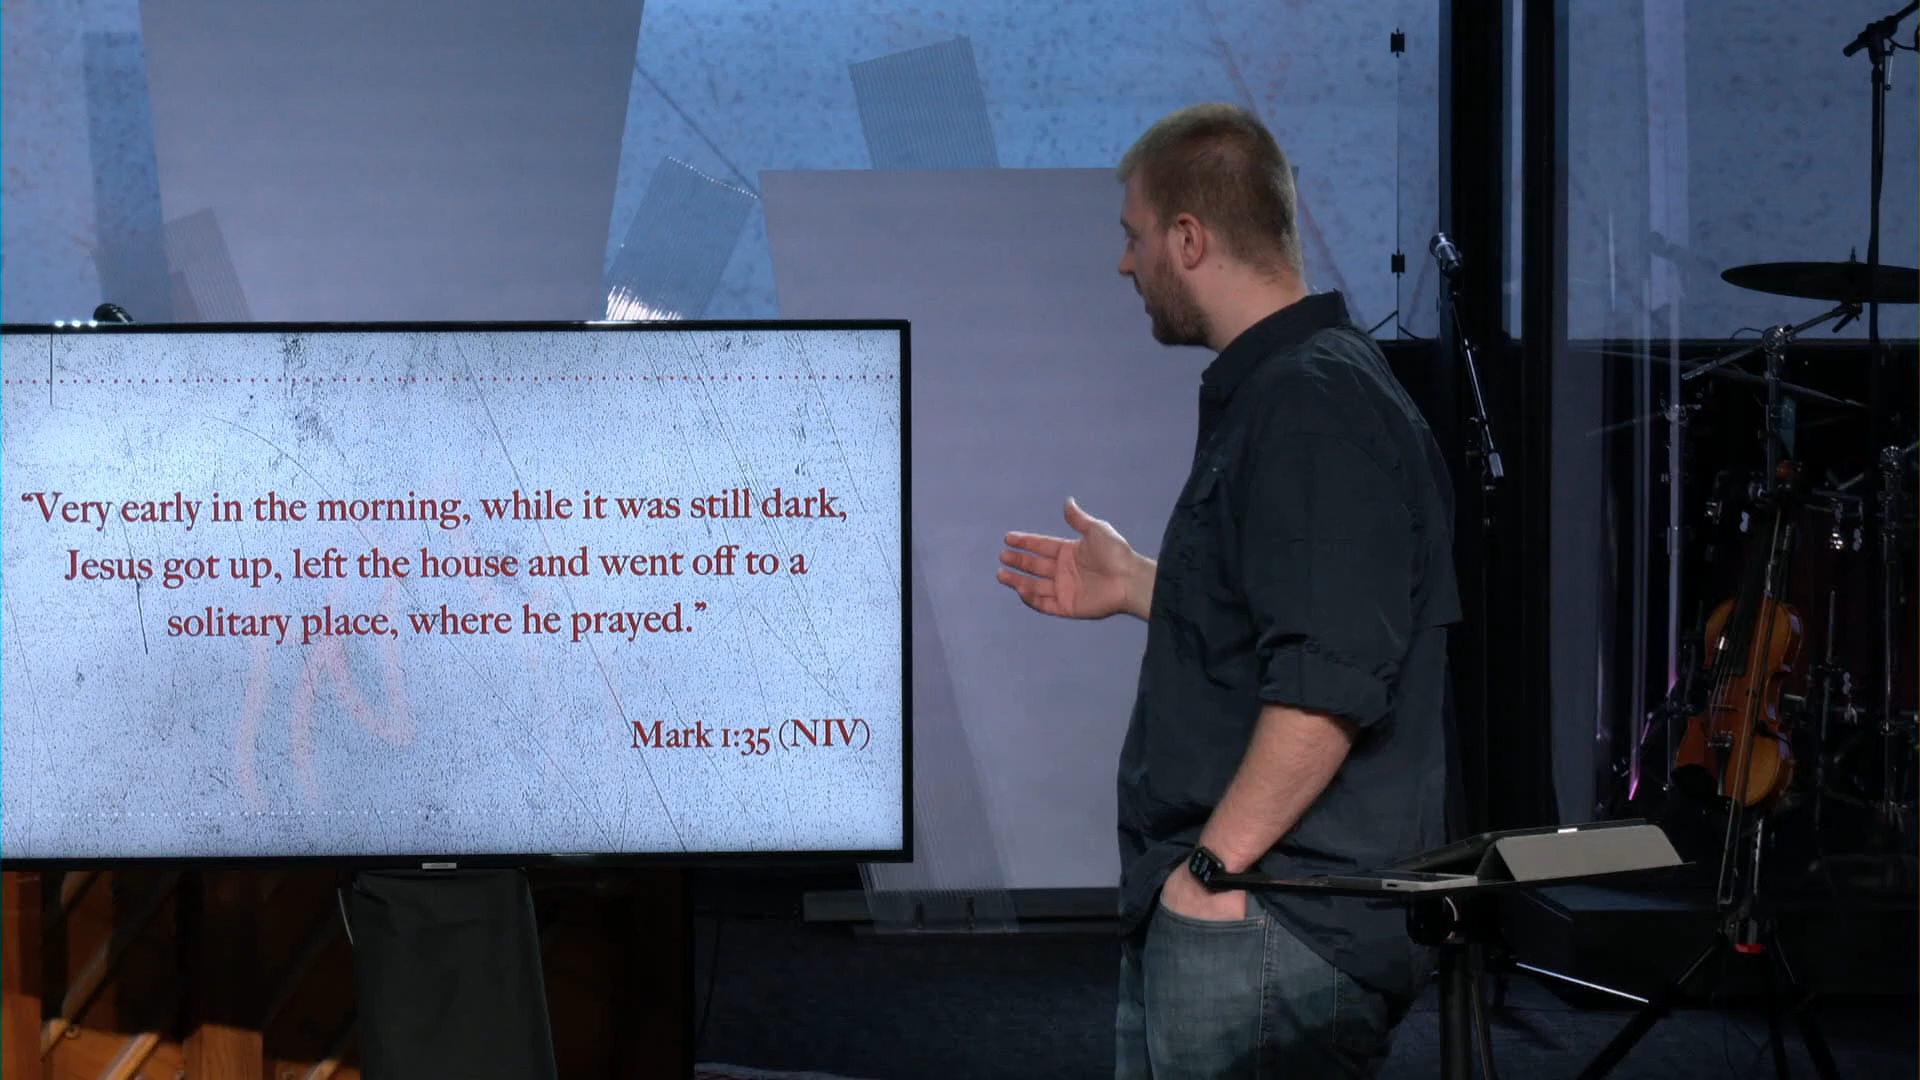 “Very early in the morning, while it was still dark,
Jesus got up, left the house and went off to a
solitary place, where he prayed.”
Mark 1:35 (NIV)